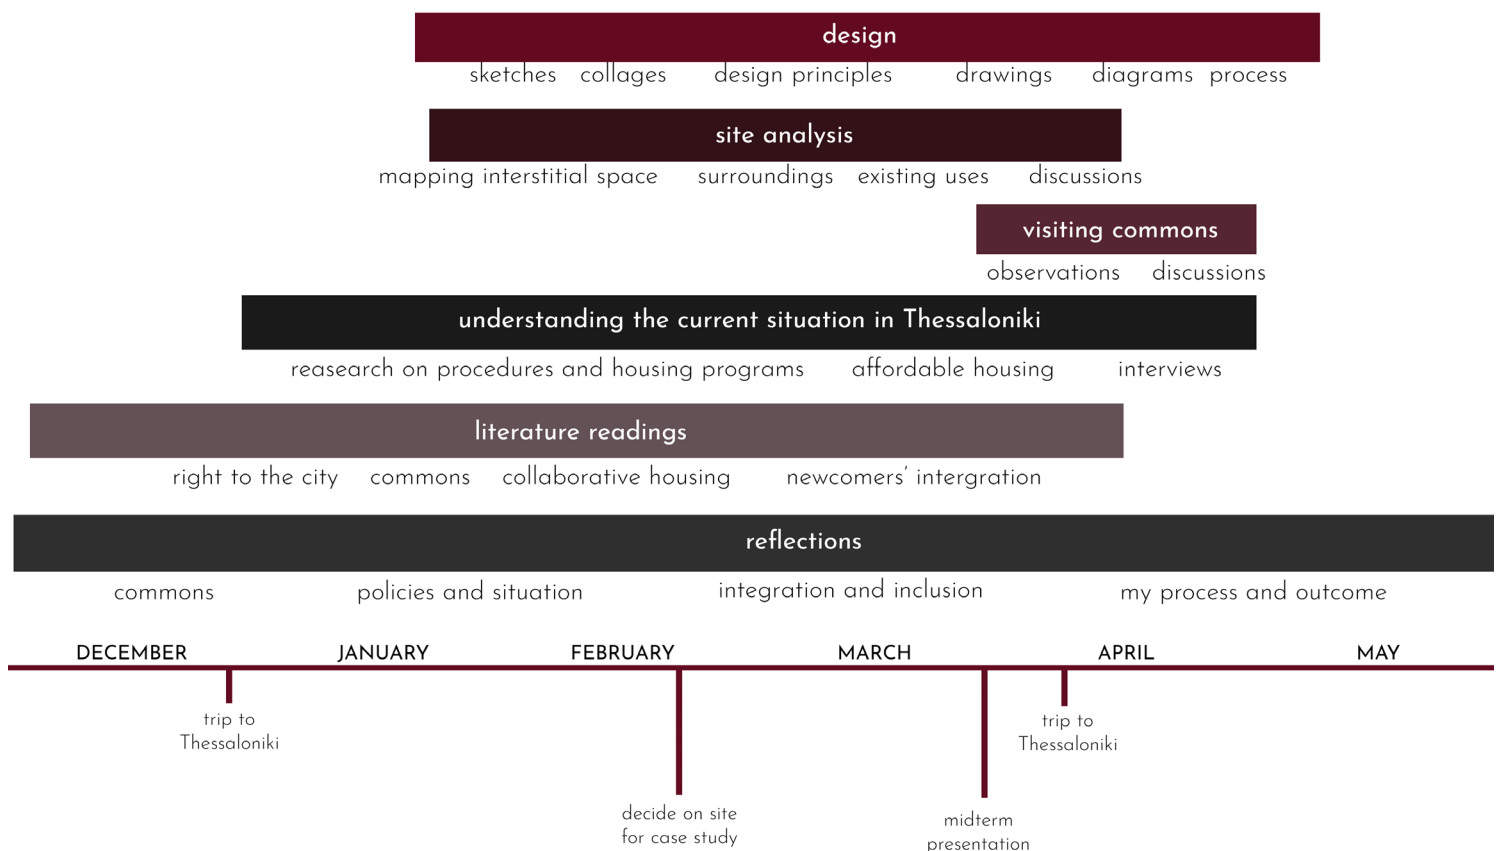 design
sketches collages design principles drawings diagrams process
site analysis
mapping interstitial space surroundings existing uses discussions
visiting commons
observations discussions
understanding the current situation in Thessaloniki
reasearch on procedures and housing programs affordable housing interviews
literature readings
right to the city commons collaborative housing newcomers’ intergration
reflections
commons policies and situation integration and inclusion my process and outcome
DECEMBER JANUARY FEBRUARY MARCH APRIL MAY
trip to
Thessaloniki
decide on site
for case study
midterm
presentation
trip to
Thessaloniki